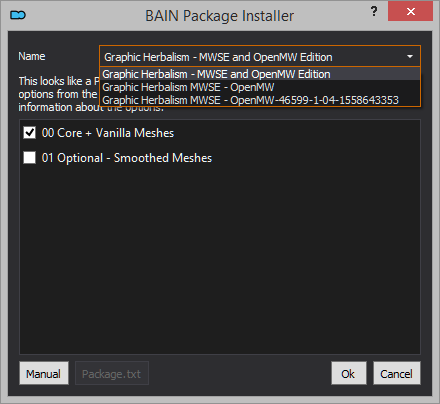 BAIN Package Installer
?
Name
Graphic Herbalism - MWSE and OpenMW Edition
Graphic Herbalism - MWSE and OpenMW Edition
Graphic Herbalism MWSE - OpenMW
Graphic Herbalism MWSE - OpenMW-46599-1-04-1558643353
This looks like a
options from the
information about the options.
00 Core + Vanilla Meshes
01 Optional - Smoothed Meshes
Manual
Package.txt
Ok
Cancel